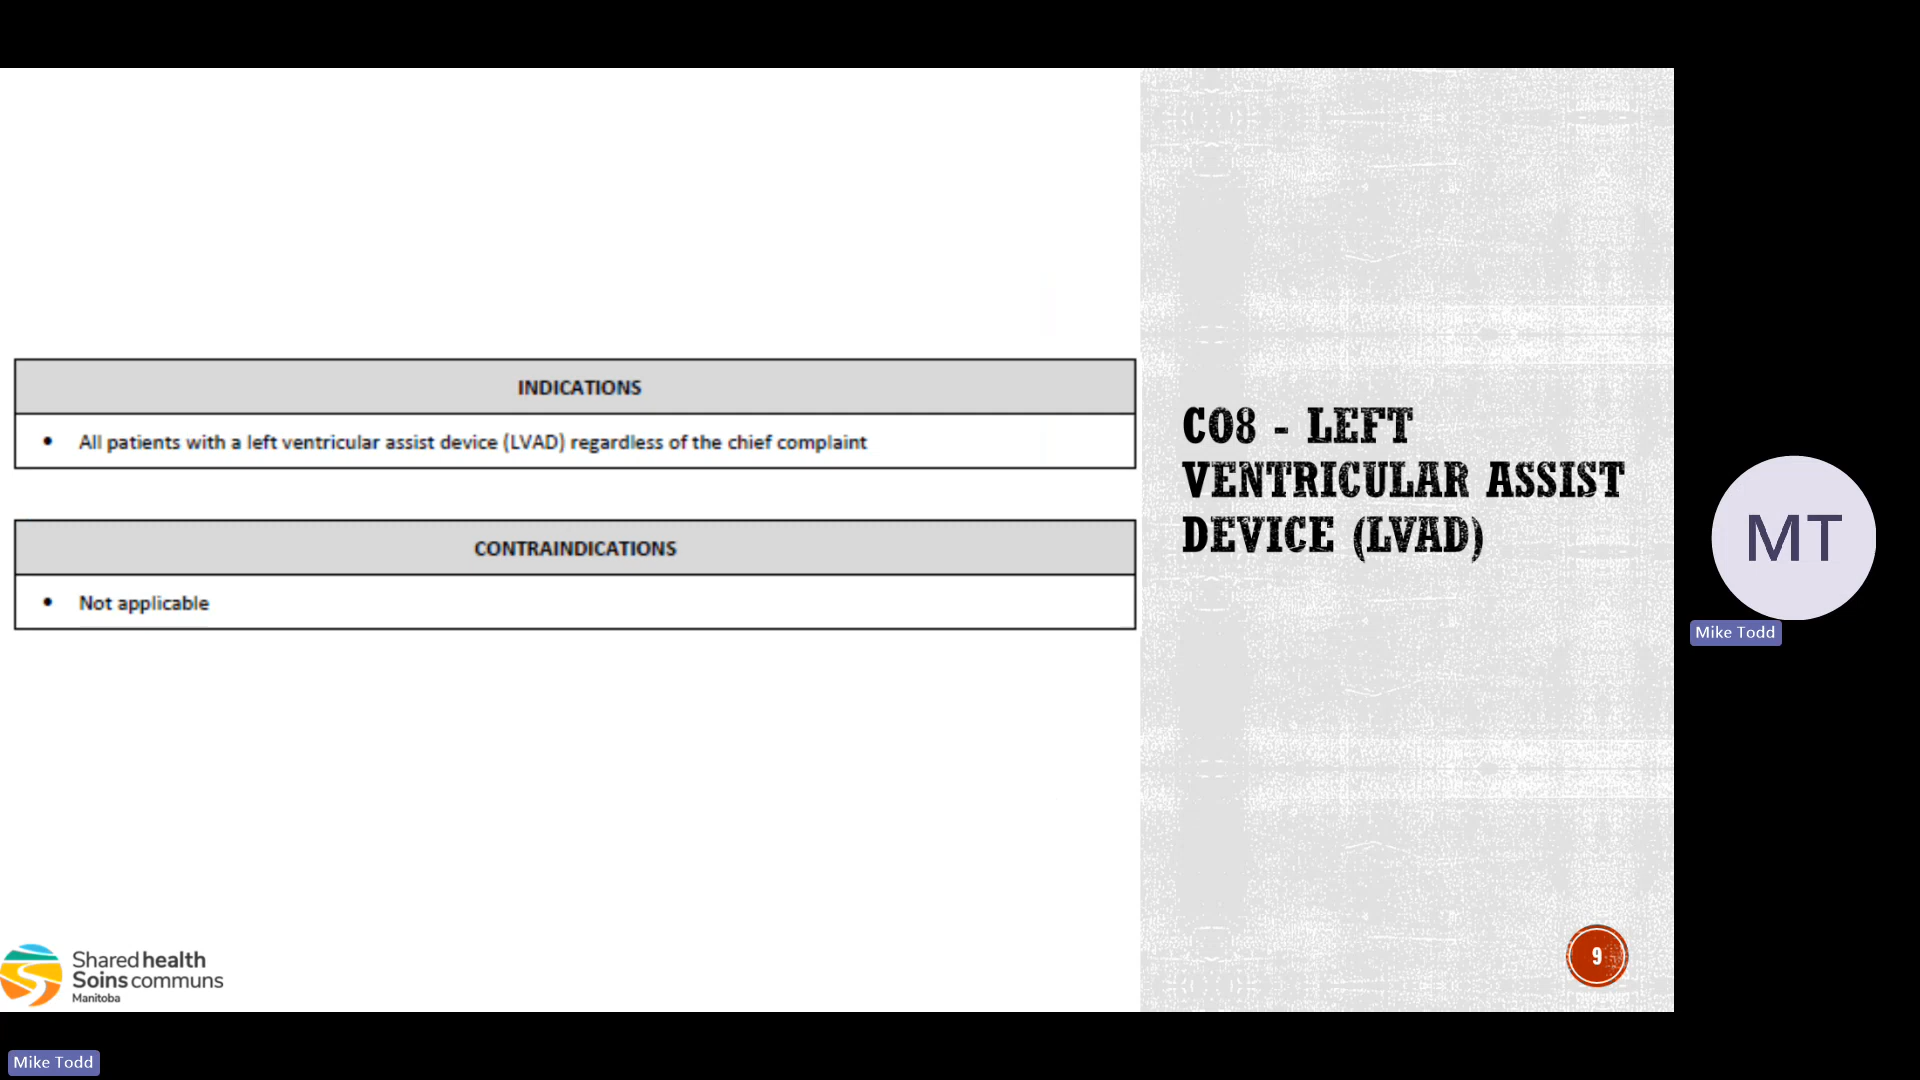 INDICATIONS
• All patients with a left ventricular assist device (LVAD) regardless of the chief complaint
CONTRAINDICATIONS
• Not applicable
C08 - LEFT
VENTRICULAR ASSIST
DEVICE (LVAD)
MT
Mike Todd
9
Shared health
Soins communs
Manitoba
Mike Todd